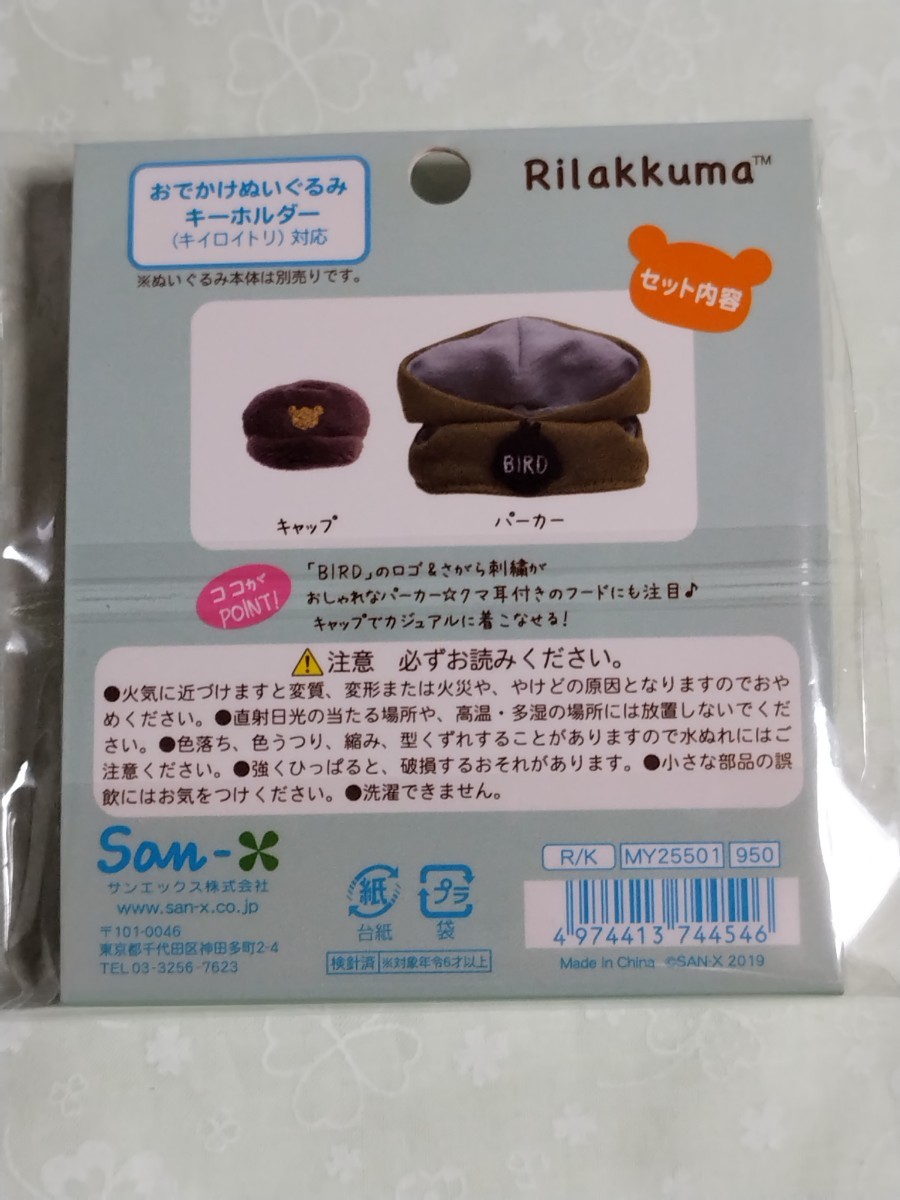 おでかけぬいぐるみ
キーホルダー
(キイロイトリ) 対応
※ぬいぐるみ本体は別売りです。
Rilakkuma™
セット内容
BIRD
キャップ
パーカー
ココが
POINT!
「BIRD」のロゴ&さがら刺繍が
おしゃれなパーカー☆クマ耳付きのフードにも注目♪
キャップでカジュアルに着こなせる!
注意 必ずお読みください。
●火気に近づけますと変質、変形または火災や、やけどの原因となりますのでおや
めください。●直射日光の当たる場所や、高温・多湿の場所には放置しないでくだ
さい。●色落ち、色うつり、縮み、型くずれすることがありますので水ぬれにはご
注意ください。●強くひっぱると、破損するおそれがあります。●小さな部品の誤
飲にはお気をつけください。●洗濯できません。
San-X
サンエックス株式会社
www.san-x.co.jp
〒101-0046
東京都千代田区神田多町2-4
TEL 03-3256-7623
紙
台紙
プラ
袋
検針済 ※対象年令6才以上
R/K MY25501 950
4 974413 744546
Made in China ©SAN-X 2019